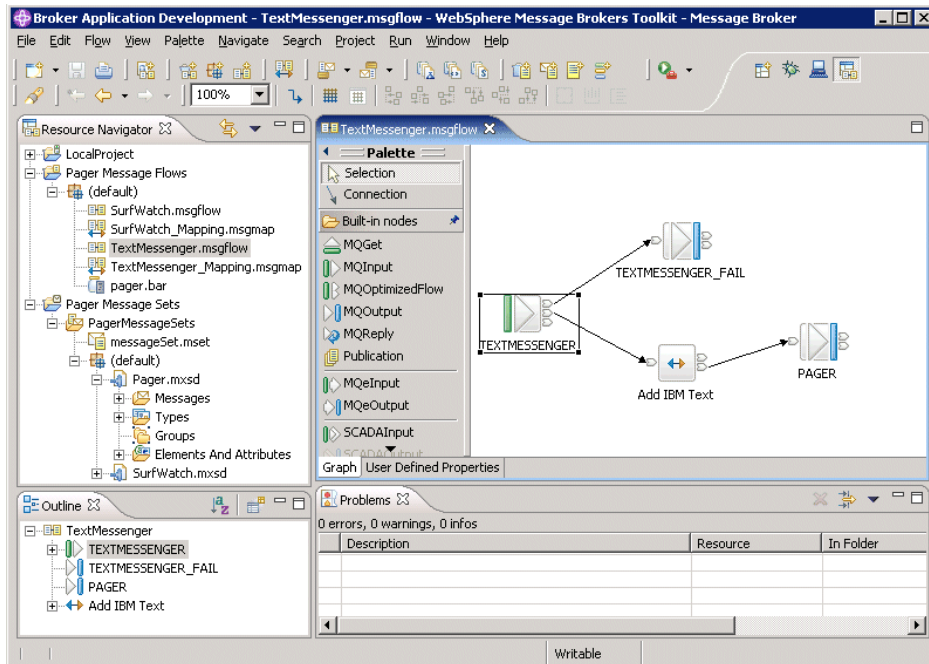 Broker Application Development - TextMessenger.msgflow - WebSphere Message Brokers Toolkit - Message Broker
File Edit Flow View Palette Navigate Search Project Run Window Help
100%
Resource Navigator
LocalProject
Pager Message Flows
(default)
SurfWatch.msgflow
SurfWatch_Mapping.msgmap
TextMessenger.msgflow
TextMessenger_Mapping.msgmap
pager.bar
Pager Message Sets
PagerMessageSets
messageSet.mset
(default)
Pager.mxsd
Messages
Types
Groups
Elements And Attributes
SurfWatch.mxsd
TextMessenger.msgflow
Palette
Selection
Connection
Built-in nodes
MQGet
MQInput
MQOptimizedFlow
MQOutput
MQReply
Publication
MQeInput
MQeOutput
SCADAInput
SCADAOutput
TEXTMESSENGER_FAIL
TEXTMESSENGER
Add IBM Text
PAGER
Graph User Defined Properties
Outline
TextMessenger
TEXTMESSENGER
TEXTMESSENGER_FAIL
PAGER
Add IBM Text
Problems
0 errors, 0 warnings, 0 infos
Description Resource In Folder
Writable